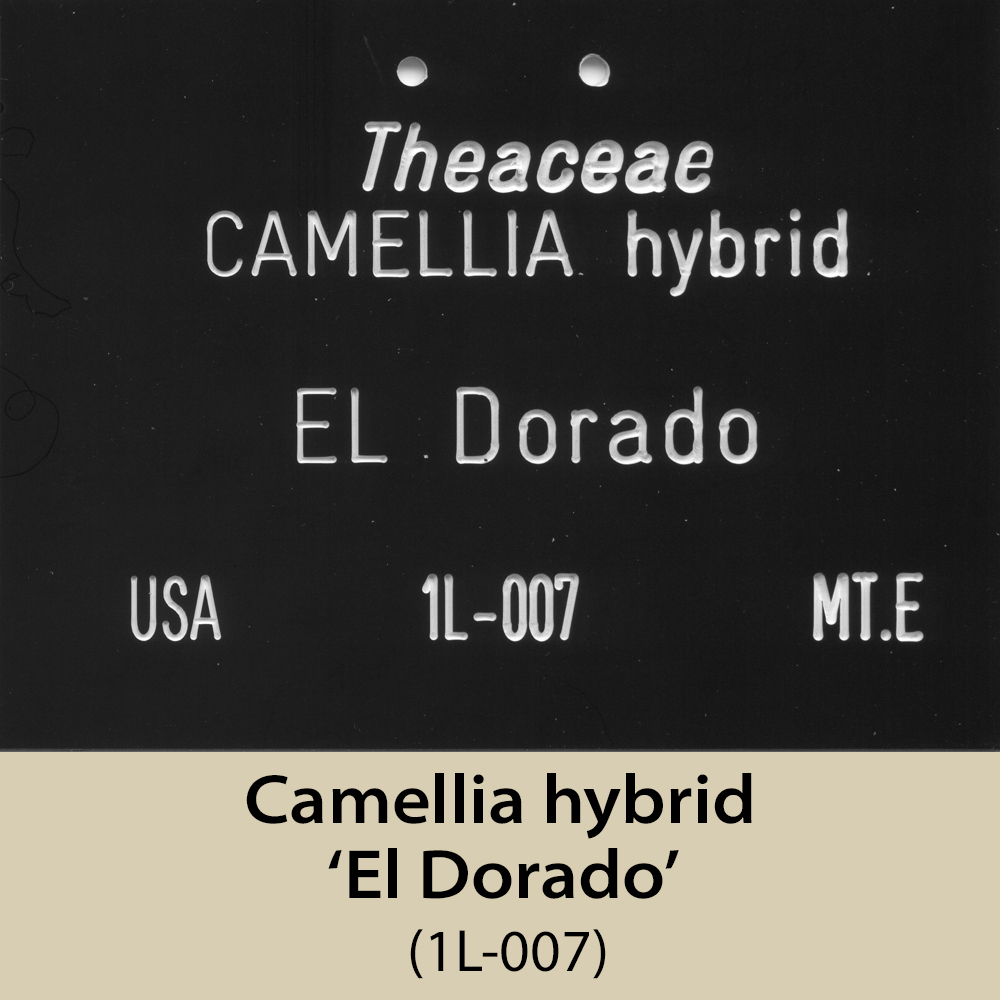 Theaceae
CAMELLIA hybrid
EL Dorado
USA 1L-007 MT.E
Camellia hybrid
‘El Dorado’
(1L-007)